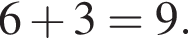 6 + 3 = 9.